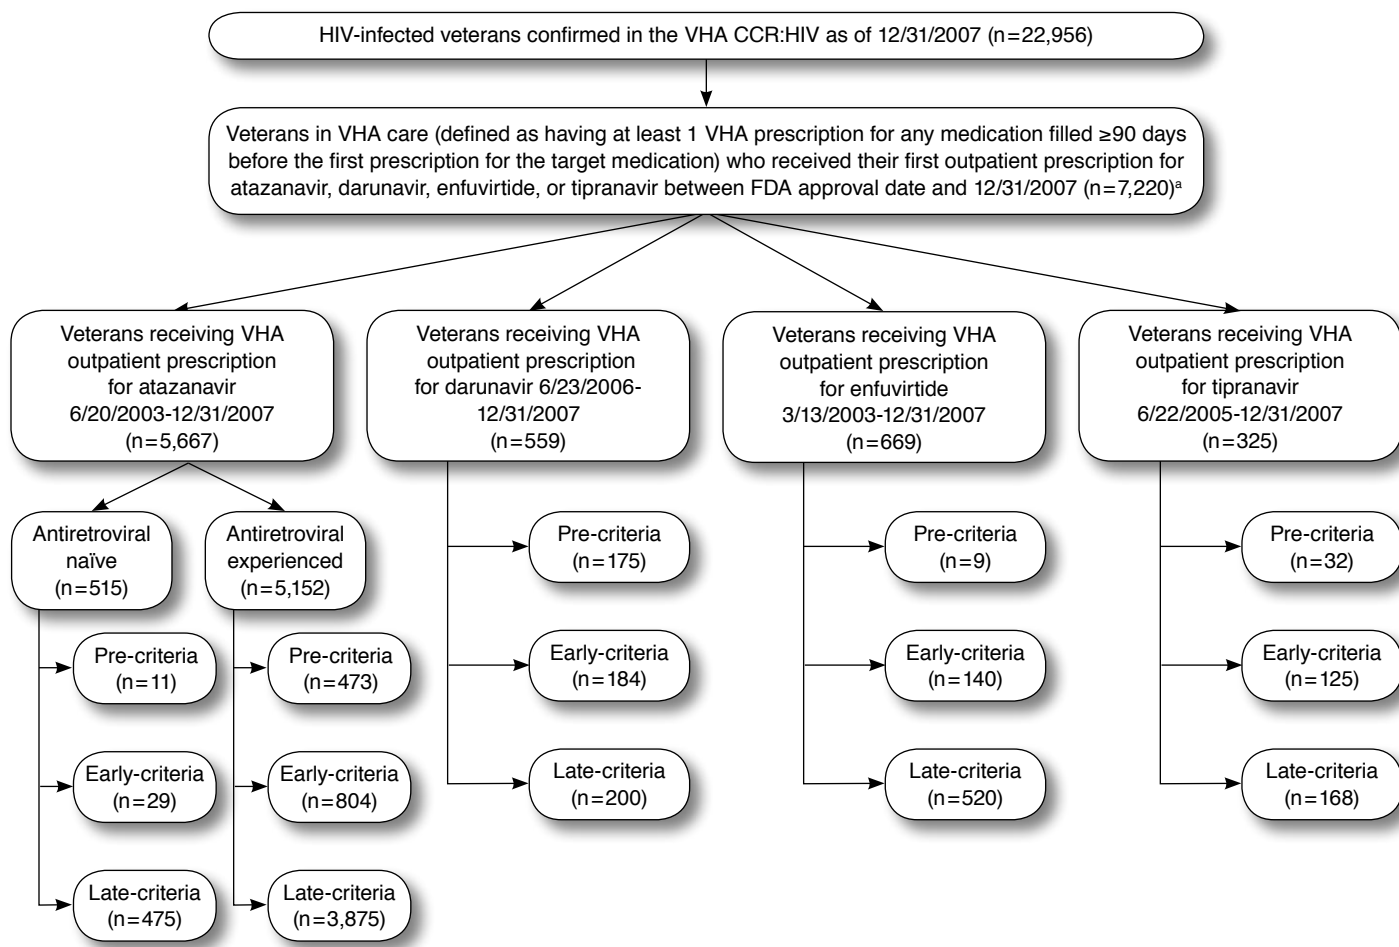 HIV-infected veterans confirmed in the VHA CCR:HIV as of 12/31/2007 (n=22,956)
Veterans in VHA care (defined as having at least 1 VHA prescription for any medication filled ≥90 days
before the first prescription for the target medication) who received their first outpatient prescription for
atazanavir, darunavir, enfuvirtide, or tipranavir between FDA approval date and 12/31/2007 (n=7,220)ᵃ
Veterans receiving VHA
outpatient prescription
for atazanavir
6/20/2003-12/31/2007
(n=5,667)
Veterans receiving VHA
outpatient prescription
for darunavir 6/23/2006-
12/31/2007
(n=559)
Veterans receiving VHA
outpatient prescription
for enfuvirtide
3/13/2003-12/31/2007
(n=669)
Veterans receiving VHA
outpatient prescription
for tipranavir
6/22/2005-12/31/2007
(n=325)
Antiretroviral
naïve
(n=515)
Antiretroviral
experienced
(n=5,152)
Pre-criteria
(n=11)
Early-criteria
(n=29)
Late-criteria
(n=475)
Pre-criteria
(n=473)
Early-criteria
(n=804)
Late-criteria
(n=3,875)
Pre-criteria
(n=175)
Early-criteria
(n=184)
Late-criteria
(n=200)
Pre-criteria
(n=9)
Early-criteria
(n=140)
Late-criteria
(n=520)
Pre-criteria
(n=32)
Early-criteria
(n=125)
Late-criteria
(n=168)